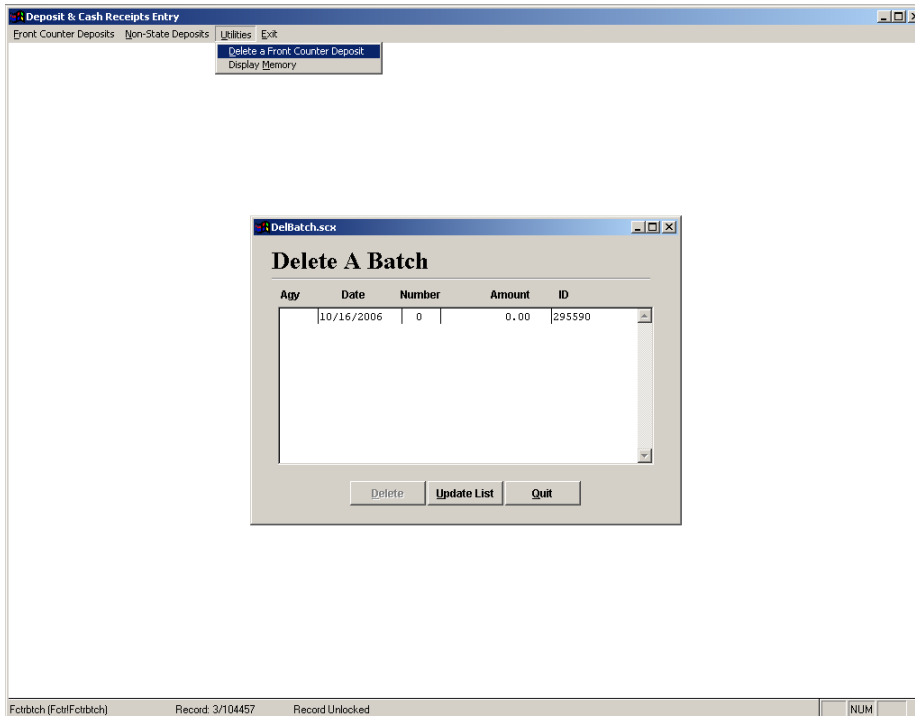 Deposit & Cash Receipts Entry
Front Counter Deposits Non-State Deposits Utilities Exit
Delete a Front Counter Deposit
Display Memory
DelBatch.scx
Delete A Batch
Agy Date Number Amount ID
10/16/2006 0 0.00 295590
Delete Update List Quit
Fctrbtch (Fctr!Fctrbtch) Record: 3/104457 Record Unlocked NUM